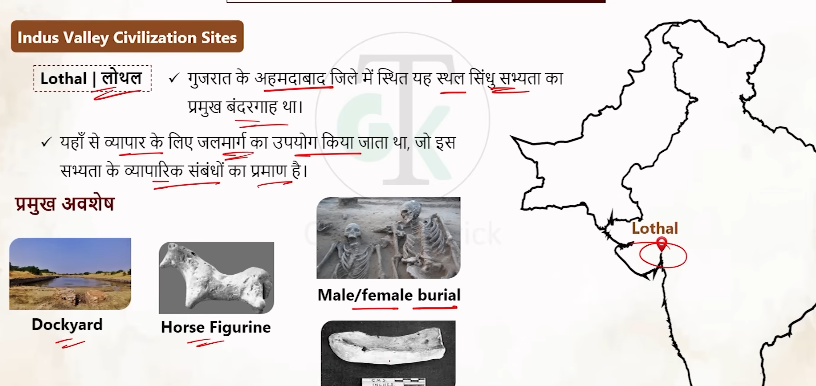 Indus Valley Civilization Sites
Lothal | लोथल
✓ गुजरात के अहमदाबाद जिले में स्थित यह स्थल सिंधु सभ्यता का
प्रमुख बंदरगाह था।
✓ यहाँ से व्यापार के लिए जलमार्ग का उपयोग किया जाता था, जो इस
सभ्यता के व्यापारिक संबंधों का प्रमाण है।
प्रमुख अवशेष
Lothal
Male/female burial
Dockyard
Horse Figurine